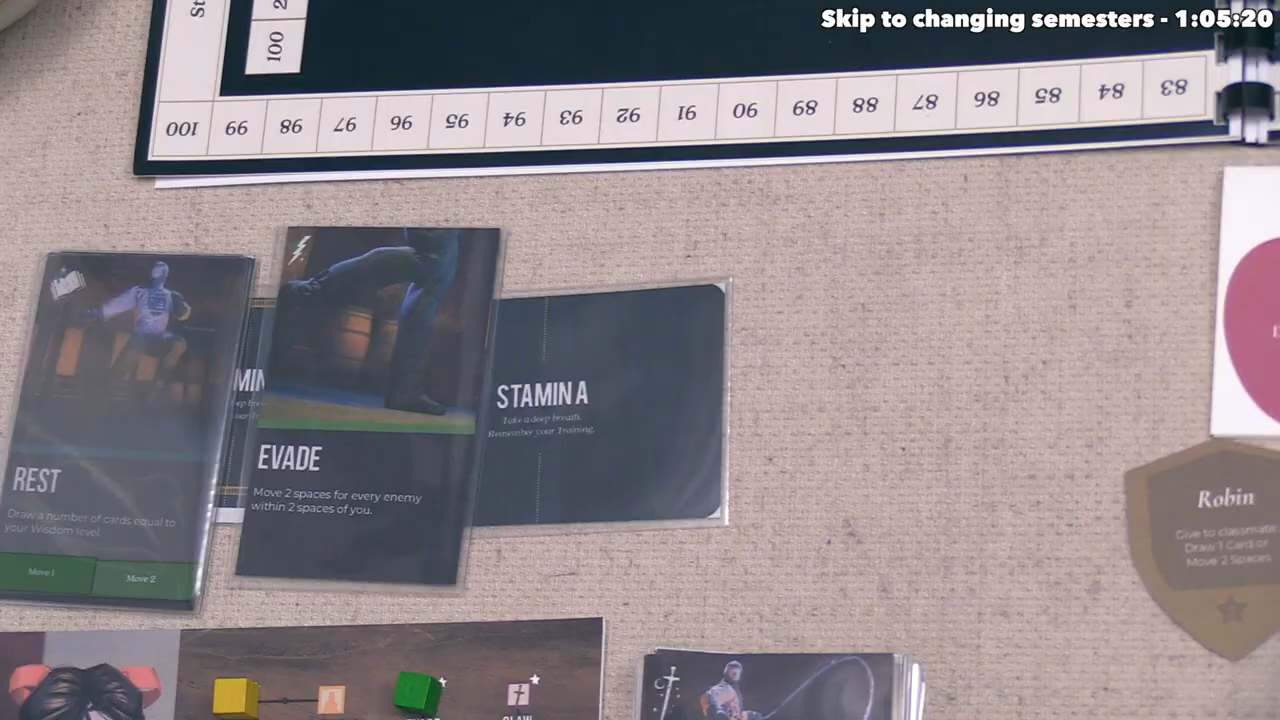 Skip to changing semesters - 1:05:20
St
100
100 99 98 97 96 95 94 93 92 91 90 89 88 87 86 85 84 83
REST
Draw a number of cards equal to
your Wisdom level.
Move 1
Move 2
EVADE
Move 2 spaces for every enemy
within 2 spaces of you.
STAMINA
Take a deep breath.
Remember your Training.
Robin
Give to classmate
Draw 1 Card or
Move 2 Spaces